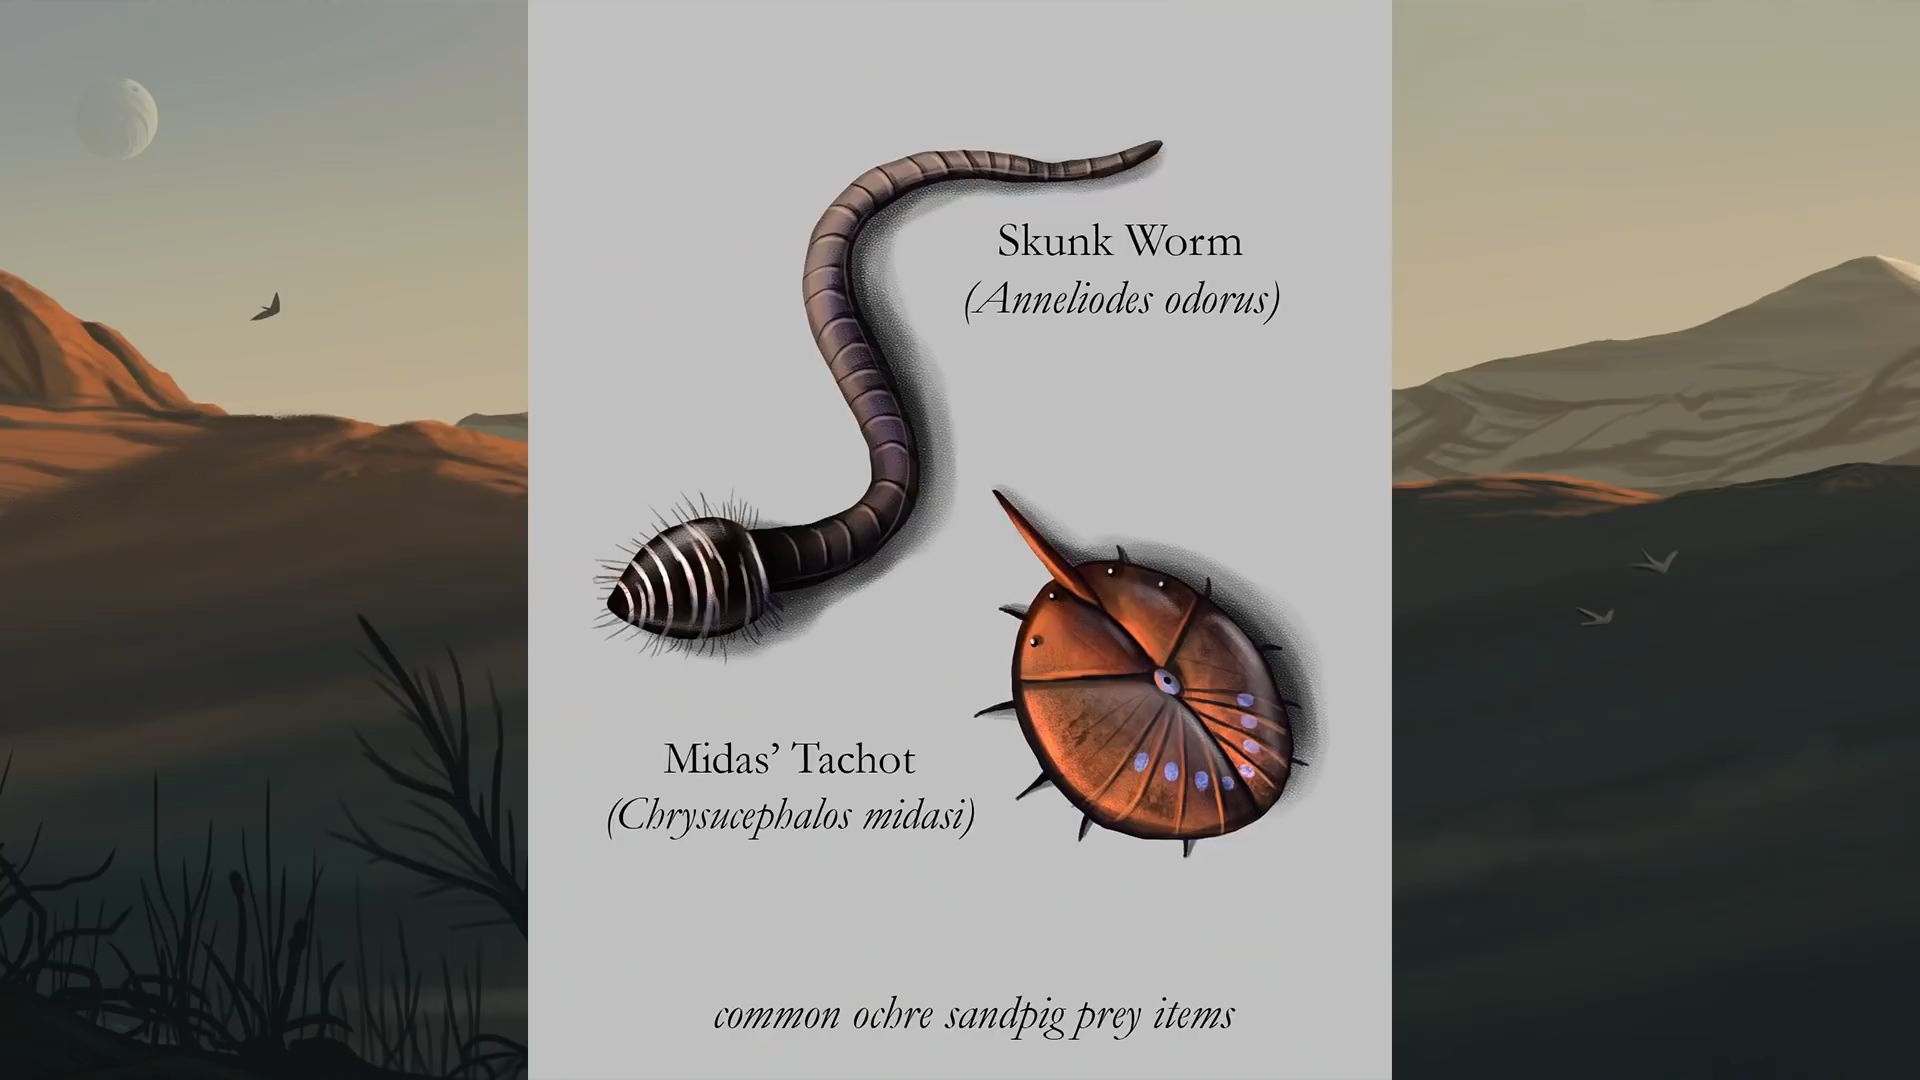 Skunk Worm
(Anneliodes odorus)
Midas’ Tachot
(Chrysucephalos midasi)
common ochre sandpig prey items